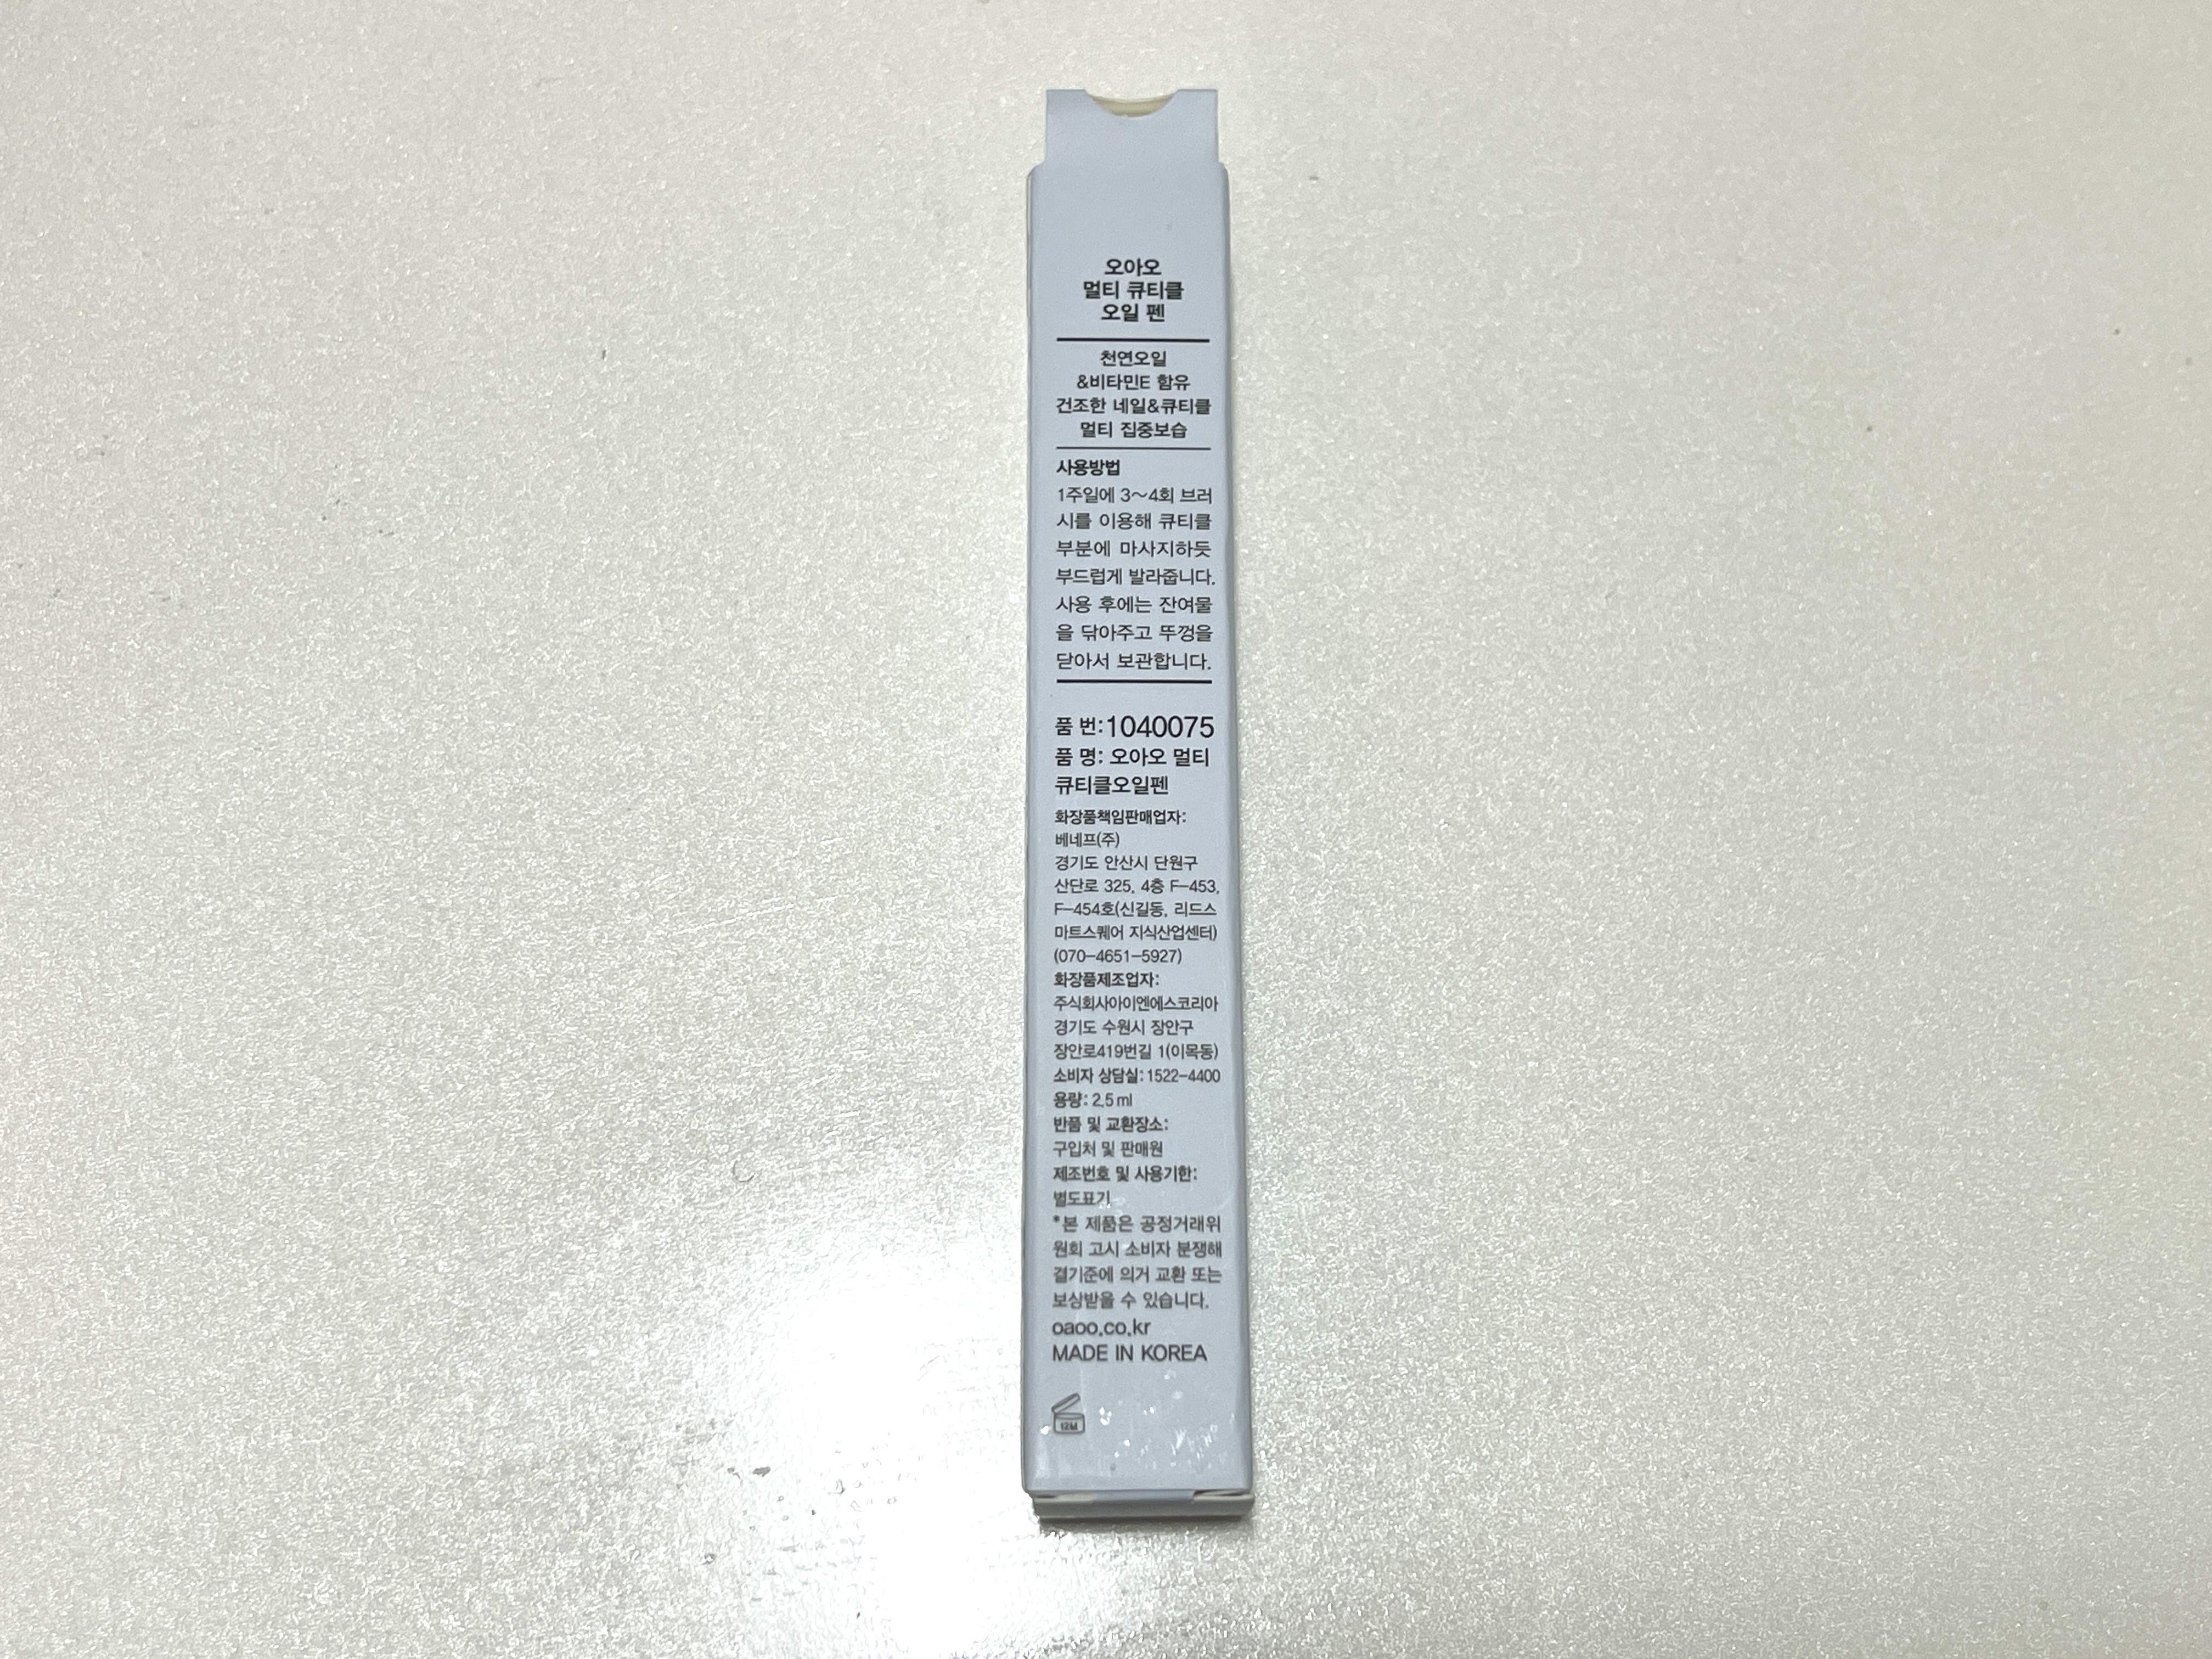 오아오
멀티 큐티클
오일 펜
천연오일
&비타민E 함유
건조한 네일&큐티클
멀티 집중보습
사용방법
1주일에 3~4회 브러
시를 이용해 큐티클
부분에 마사지하듯
부드럽게 발라줍니다.
사용 후에는 잔여물
을 닦아주고 뚜껑을
닫아서 보관합니다.
품 번:1040075
품 명: 오아오 멀티
큐티클오일펜
화장품책임판매업자:
베네프(주)
경기도 안산시 단원구
산단로 325, 4층 F-453,
F-454호(신길동, 리드스
마트스퀘어 지식산업센터)
(070-4651-5927)
화장품제조업자:
주식회사아이엔에스코리아
경기도 수원시 장안구
장안로419번길 1(이목동)
소비자 상담실:1522-4400
용량: 2.5ml
반품 및 교환장소:
구입처 및 판매원
제조번호 및 사용기한:
별도표기
*본 제품은 공정거래위
원회 고시 소비자 분쟁해
결기준에 의거 교환 또는
보상받을 수 있습니다.
oaoo.co.kr
MADE IN KOREA
12M